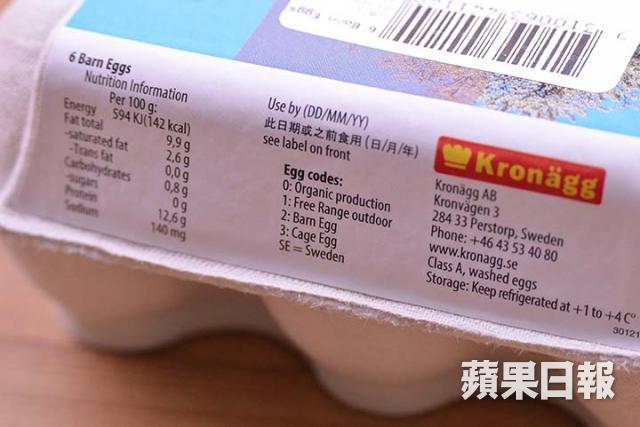 6 Barn Eggs
6 Barn Eggs
Nutrition Information
Per 100 g:
Energy 594 KJ(142 kcal)
Fat total 9,9 g
-saturated fat 2,6 g
-Trans fat 0,0 g
Carbohydrates 0,8 g
-sugars 0 g
Protein 12,6 g
Sodium 140 mg
Use by (DD/MM/YY)
此日期或之前食用 (日/月/年)
see label on front
Egg codes:
0: Organic production
1: Free Range outdoor
2: Barn Egg
3: Cage Egg
SE = Sweden
Kronägg
Kronägg AB
Kronvägen 3
284 33 Perstorp, Sweden
Phone: +46 43 53 40 80
www.kronagg.se
Class A, washed eggs
Storage: Keep refrigerated at +1 to +4 C°
30121
蘋果日報